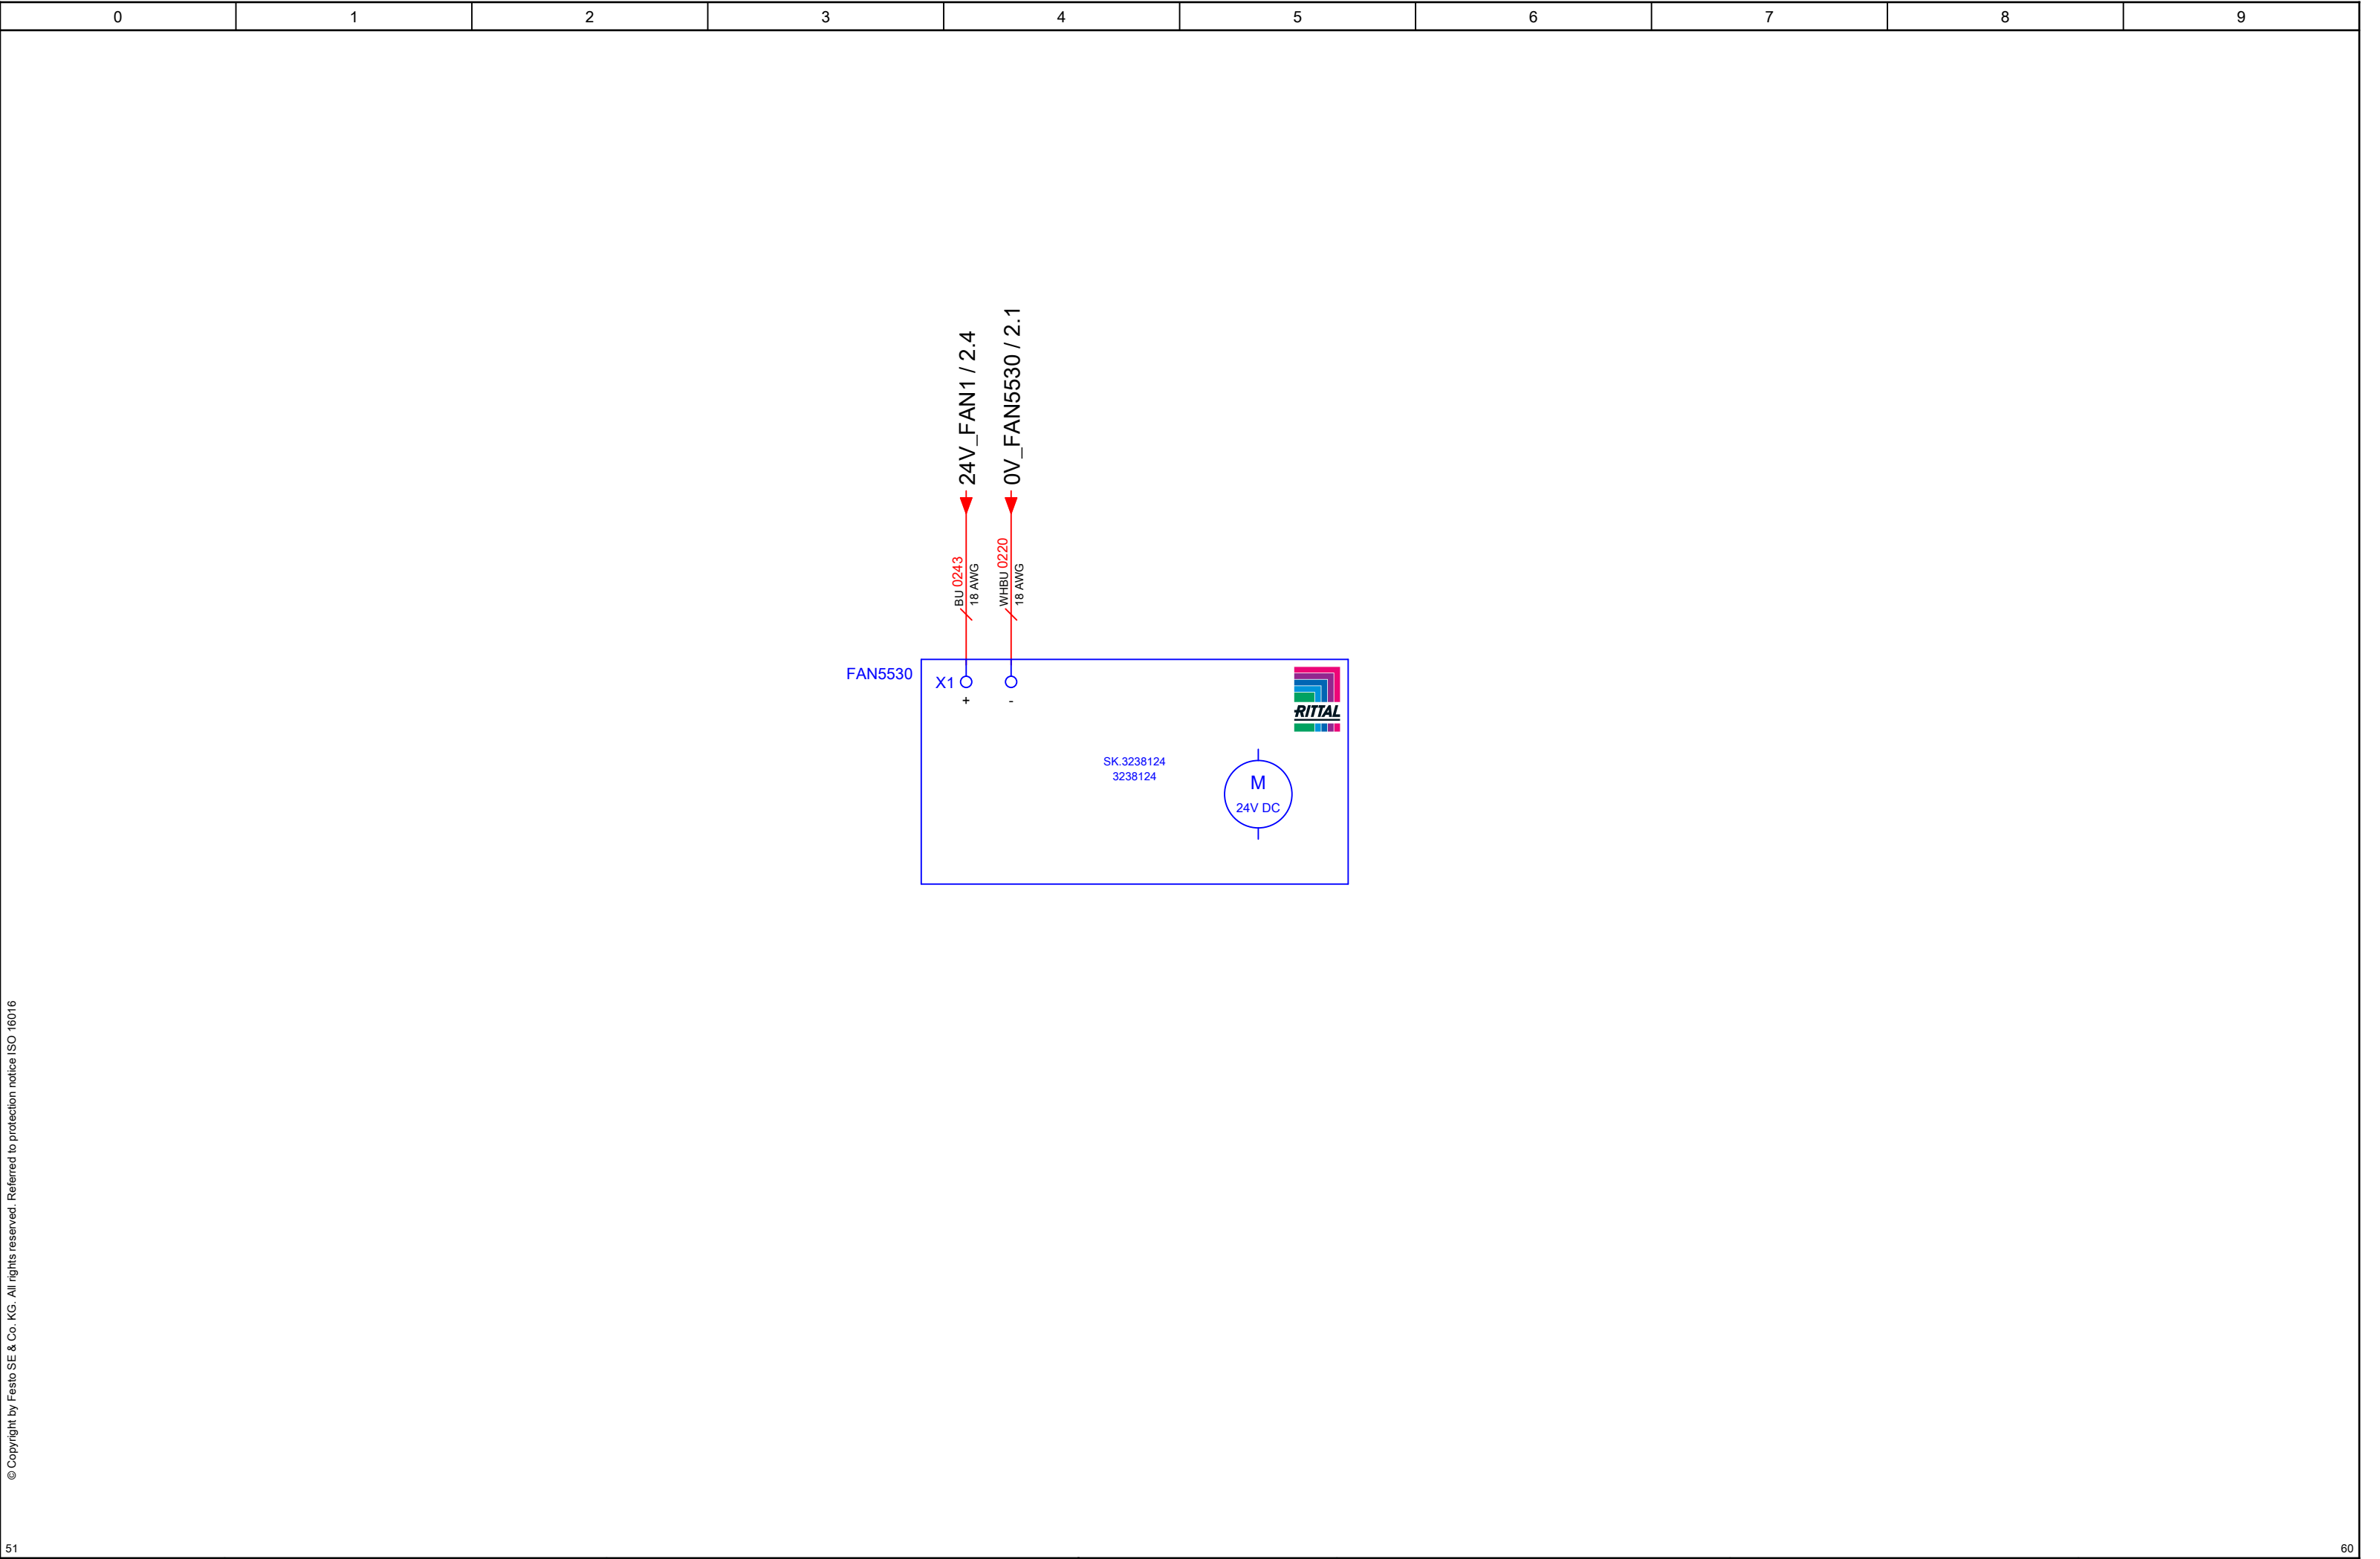 0 1 2 3 4 5 6 7 8 9
24V_FAN1 / 2.4
0V_FAN5530 / 2.1
BU 0243
18 AWG
WHBU 0220
18 AWG
FAN5530
X1
+
-
RITTAL
SK.3238124
3238124
M
24V DC
© Copyright by Festo SE & Co. KG. All rights reserved. Referred to protection notice ISO 16016
51
60